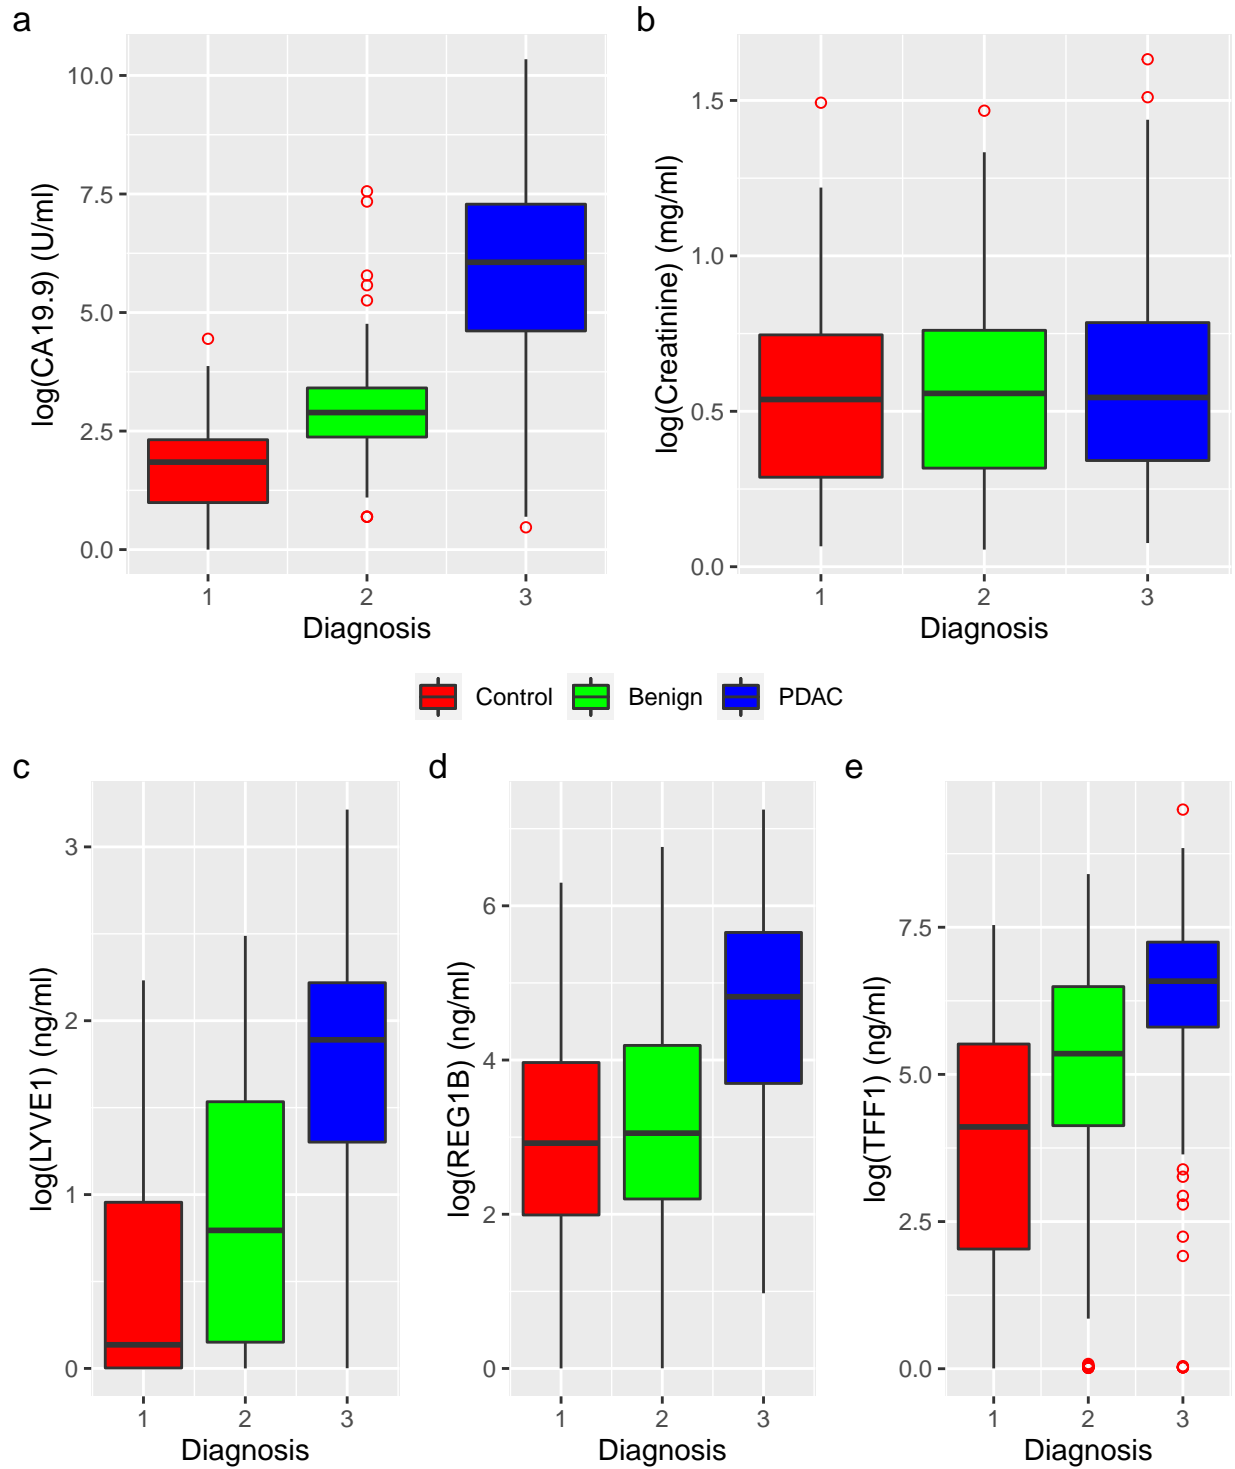 a
log(CA19.9) (U/ml)
10.0
7.5
5.0
2.5
0.0
1 2 3
Diagnosis
b
log(Creatinine) (mg/ml)
1.5
1.0
0.5
0.0
1 2 3
Diagnosis
Control Benign PDAC
c
log(LYVE1) (ng/ml)
3
2
1
0
1 2 3
Diagnosis
d
log(REG1B) (ng/ml)
6
4
2
0
1 2 3
Diagnosis
e
log(TFF1) (ng/ml)
7.5
5.0
2.5
0.0
1 2 3
Diagnosis